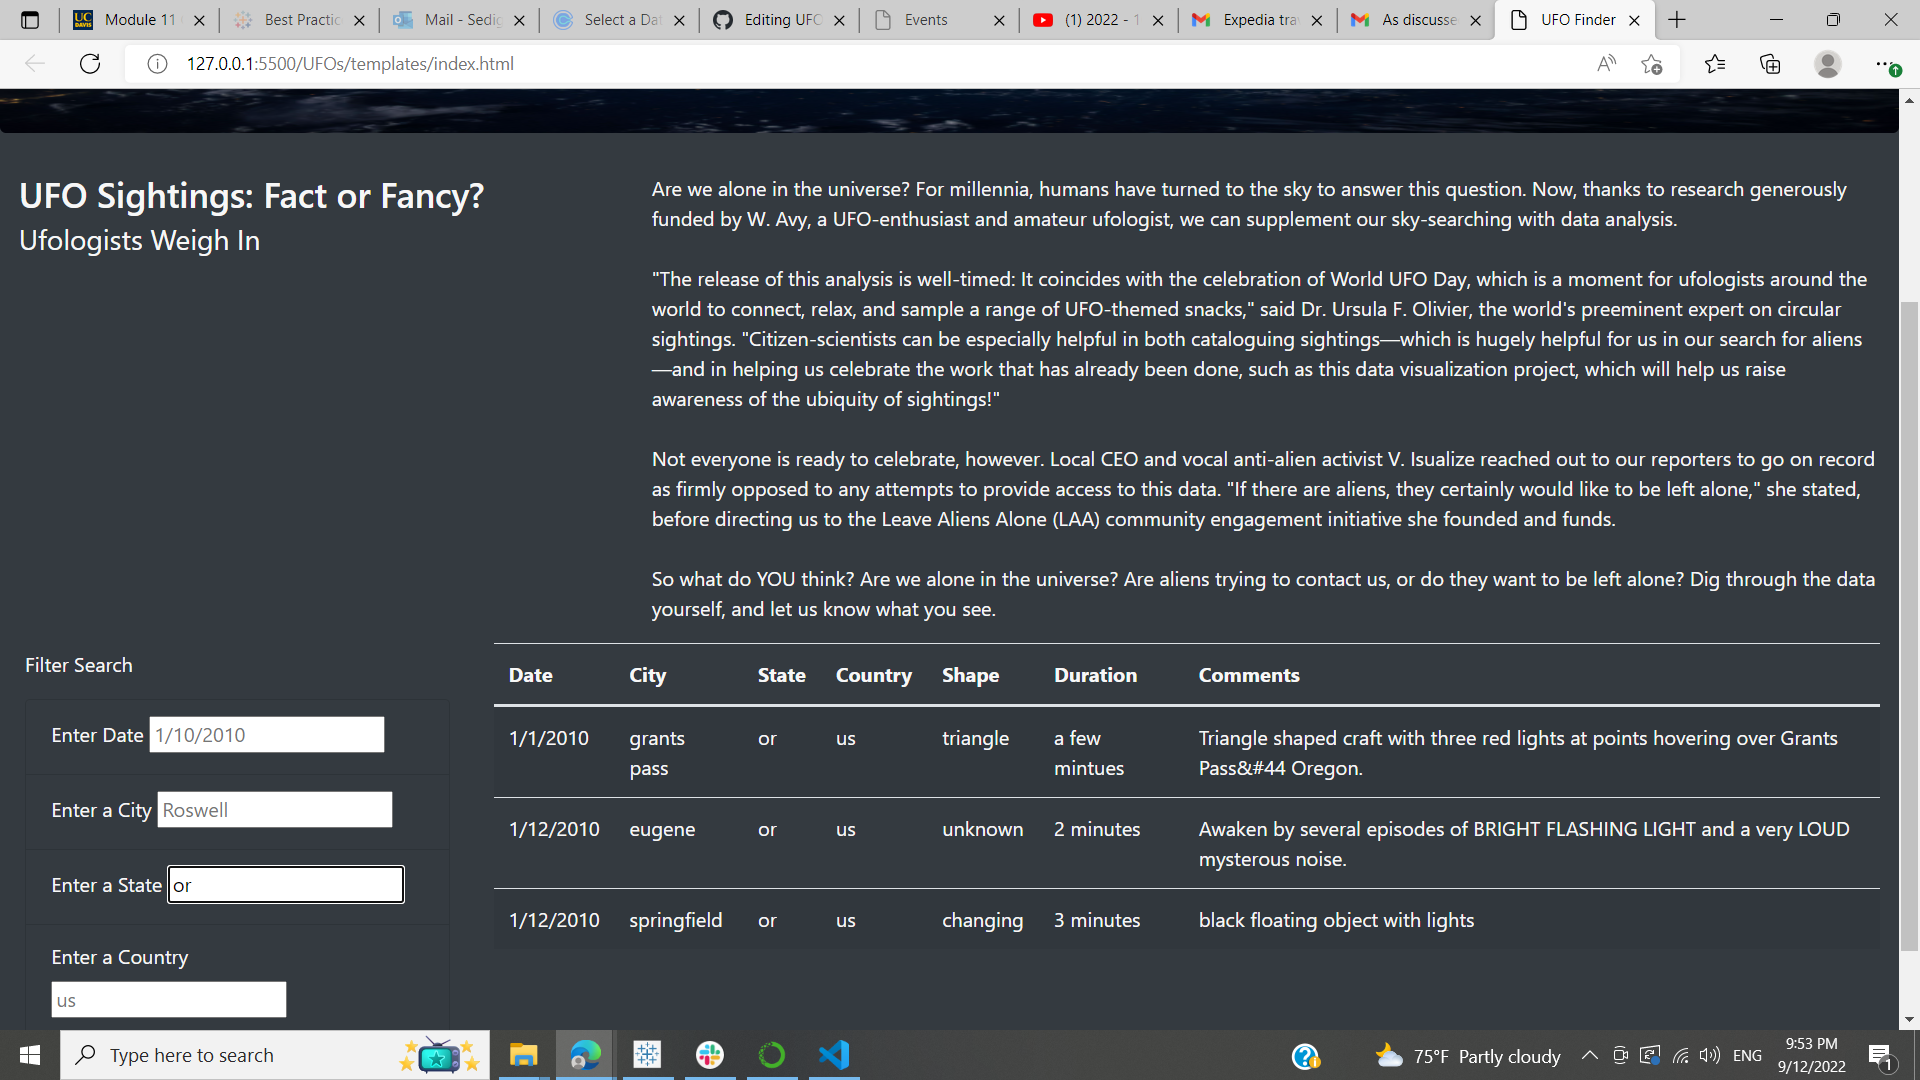 Module 11
Best Practic
Mail - Sedig
Select a Dat
Editing UFO
Events
(1) 2022 - 1
Expedia tra
As discusse
UFO Finder
127.0.0.1:5500/UFOs/templates/index.html
UFO Sightings: Fact or Fancy?
Ufologists Weigh In
Are we alone in the universe? For millennia, humans have turned to the sky to answer this question. Now, thanks to research generously
funded by W. Avy, a UFO-enthusiast and amateur ufologist, we can supplement our sky-searching with data analysis.
"The release of this analysis is well-timed: It coincides with the celebration of World UFO Day, which is a moment for ufologists around the
world to connect, relax, and sample a range of UFO-themed snacks," said Dr. Ursula F. Olivier, the world's preeminent expert on circular
sightings. "Citizen-scientists can be especially helpful in both cataloguing sightings—which is hugely helpful for us in our search for aliens
—and in helping us celebrate the work that has already been done, such as this data visualization project, which will help us raise
awareness of the ubiquity of sightings!"
Not everyone is ready to celebrate, however. Local CEO and vocal anti-alien activist V. Isualize reached out to our reporters to go on record
as firmly opposed to any attempts to provide access to this data. "If there are aliens, they certainly would like to be left alone," she stated,
before directing us to the Leave Aliens Alone (LAA) community engagement initiative she founded and funds.
So what do YOU think? Are we alone in the universe? Are aliens trying to contact us, or do they want to be left alone? Dig through the data
yourself, and let us know what you see.
Filter Search
Enter Date 1/10/2010
Enter a City Roswell
Enter a State or
Enter a Country
us
Date City State Country Shape Duration Comments
1/1/2010 grants pass or us triangle a few mintues Triangle shaped craft with three red lights at points hovering over Grants
Pass&#44 Oregon.
1/12/2010 eugene or us unknown 2 minutes Awaken by several episodes of BRIGHT FLASHING LIGHT and a very LOUD
mysterous noise.
1/12/2010 springfield or us changing 3 minutes black floating object with lights
Type here to search
75°F Partly cloudy
ENG
9:53 PM
9/12/2022
1